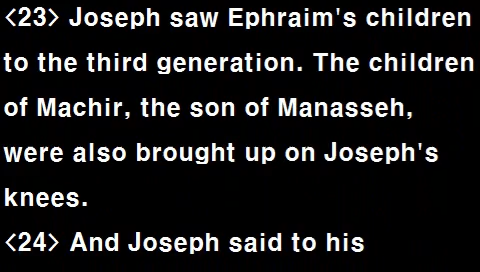 <23> Joseph saw Ephraim's children
to the third generation. The children
of Machir, the son of Manasseh,
were also brought up on Joseph's
knees.
<24> And Joseph said to his